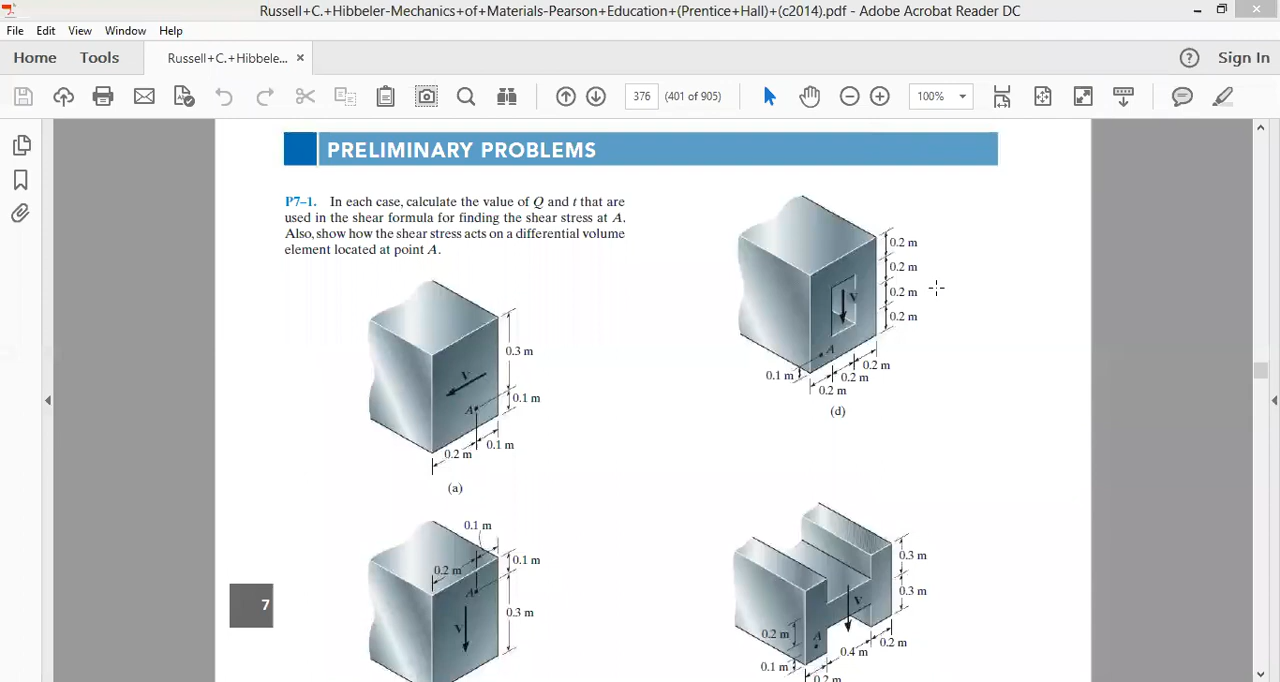 Russell+C.+Hibbeler-Mechanics+of+Materials-Pearson+Education+(Prentice+Hall)+(c2014).pdf - Adobe Acrobat Reader DC
File Edit View Window Help
Home Tools Russell+C.+Hibbele... × Sign In
376 (401 of 905) 100%
PRELIMINARY PROBLEMS
P7–1. In each case, calculate the value of Q and t that are
used in the shear formula for finding the shear stress at A.
Also, show how the shear stress acts on a differential volume
element located at point A.
0.3 m
V
A
0.1 m
0.1 m
0.2 m
(a)
0.2 m
0.2 m
0.2 m
V
0.2 m
A
0.1 m
0.2 m
0.2 m
0.2 m
(d)
0.1 m
0.1 m
0.2 m
A
0.3 m
V
7
0.3 m
0.3 m
V
0.2 m
A
0.2 m
0.4 m
0.1 m
0.2 m